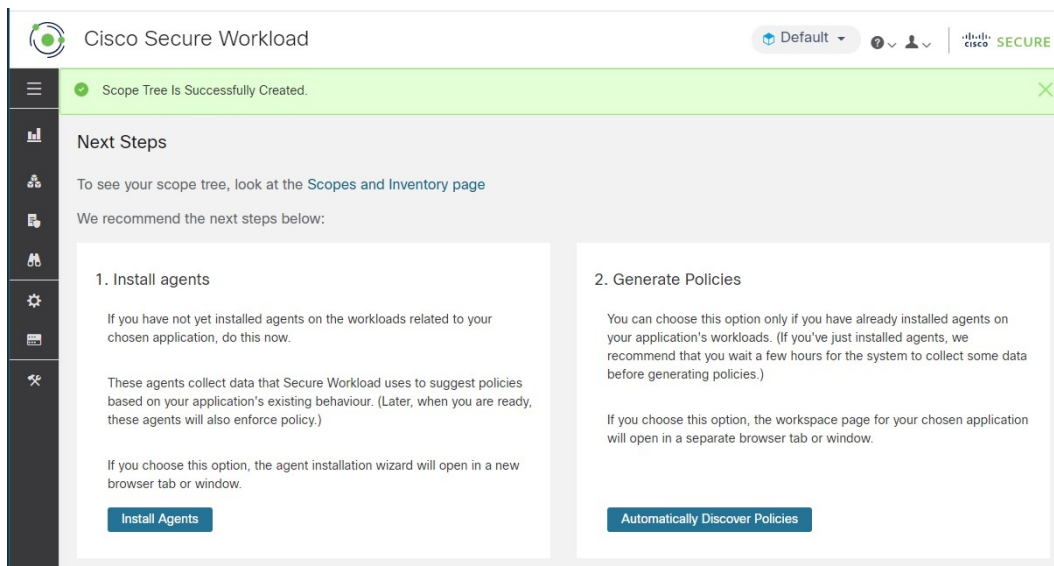 Cisco Secure Workload
Default
cisco SECURE
Scope Tree Is Successfully Created.
Next Steps
To see your scope tree, look at the Scopes and Inventory page
We recommend the next steps below:
1. Install agents
If you have not yet installed agents on the workloads related to your
chosen application, do this now.
These agents collect data that Secure Workload uses to suggest policies
based on your application's existing behaviour. (Later, when you are ready,
these agents will also enforce policy.)
If you choose this option, the agent installation wizard will open in a new
browser tab or window.
Install Agents
2. Generate Policies
You can choose this option only if you have already installed agents on
your application's workloads. (If you've just installed agents, we
recommend that you wait a few hours for the system to collect some data
before generating policies.)
If you choose this option, the workspace page for your chosen application
will open in a separate browser tab or window.
Automatically Discover Policies